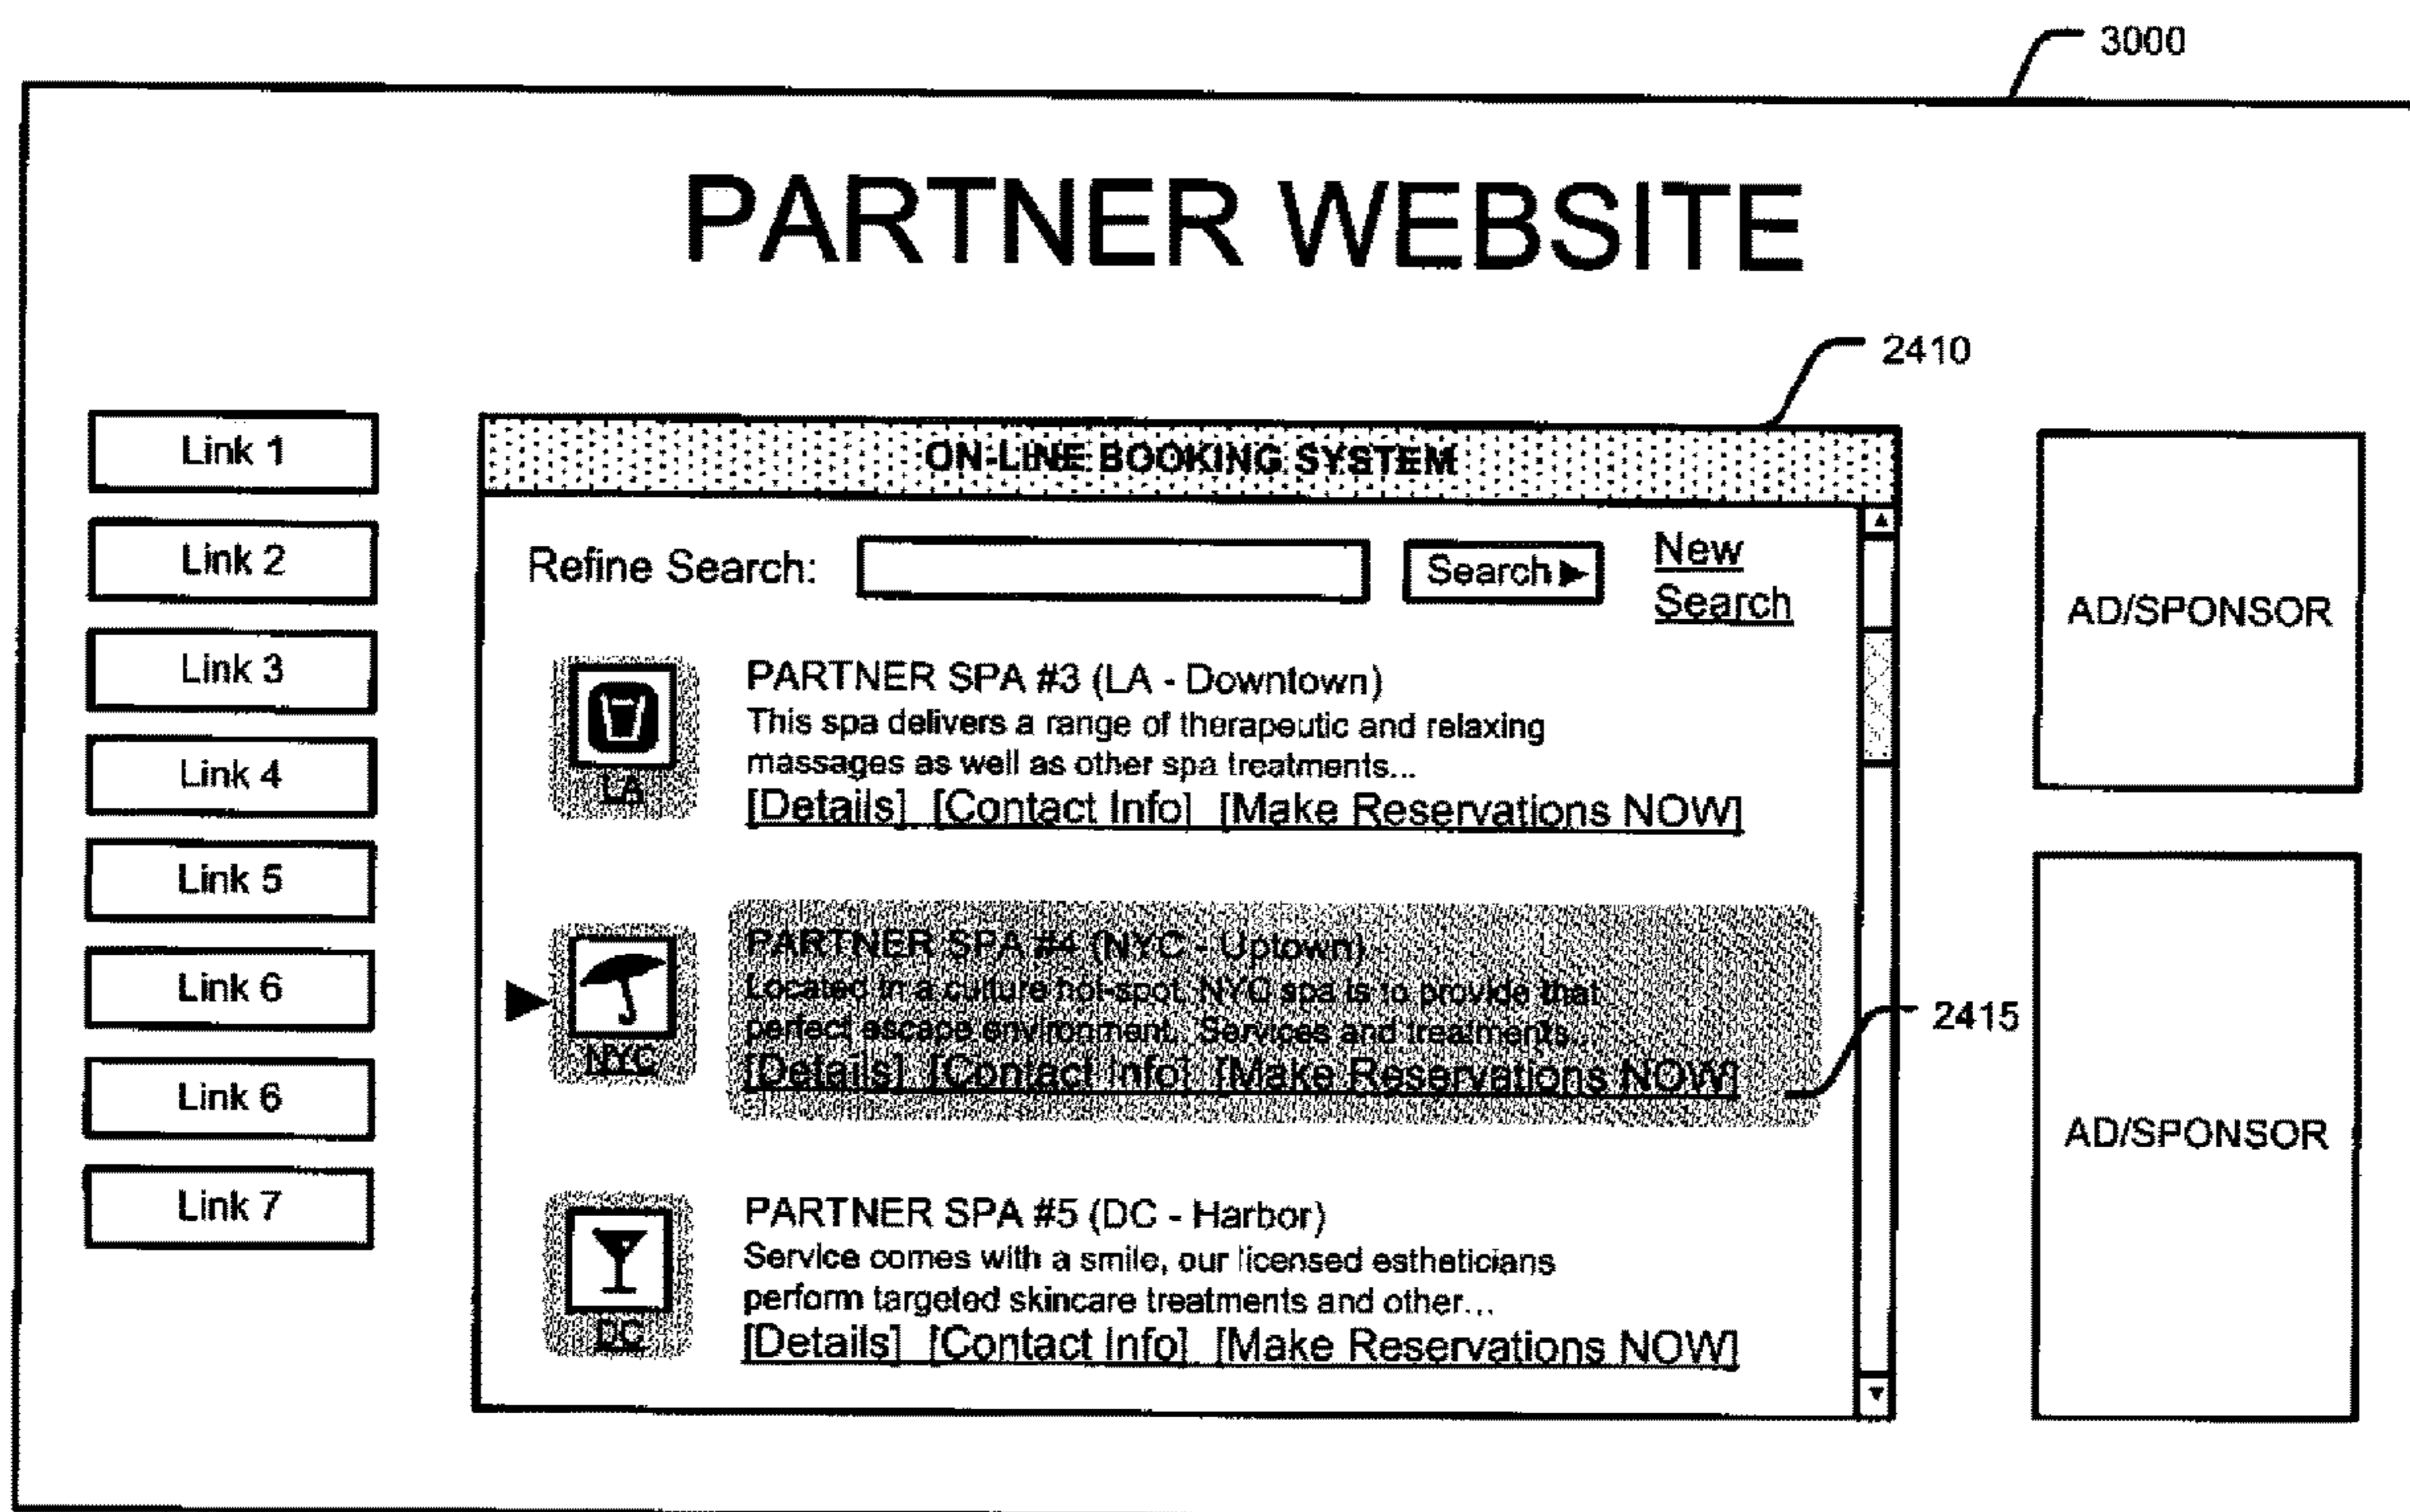 3000
PARTNER WEBSITE
2410
Link 1
Link 2
Link 3
Link 4
Link 5
Link 6
Link 6
Link 7
ON-LINE BOOKING SYSTEM
Refine Search:
Search
New
Search
LA
PARTNER SPA #3 (LA - Downtown)
This spa delivers a range of therapeutic and relaxing
massages as well as other spa treatments...
[Details] [Contact Info] [Make Reservations NOW]
NYC
PARTNER SPA #4 (NYC - Uptown)
Located in a culture hot-spot, NYC spa is to provide that
perfect escape environment. Services and treatments...
[Details] [Contact Info] [Make Reservations NOW]
2415
DC
PARTNER SPA #5 (DC - Harbor)
Service comes with a smile, our licensed estheticians
perform targeted skincare treatments and other...
[Details] [Contact Info] [Make Reservations NOW]
AD/SPONSOR
AD/SPONSOR